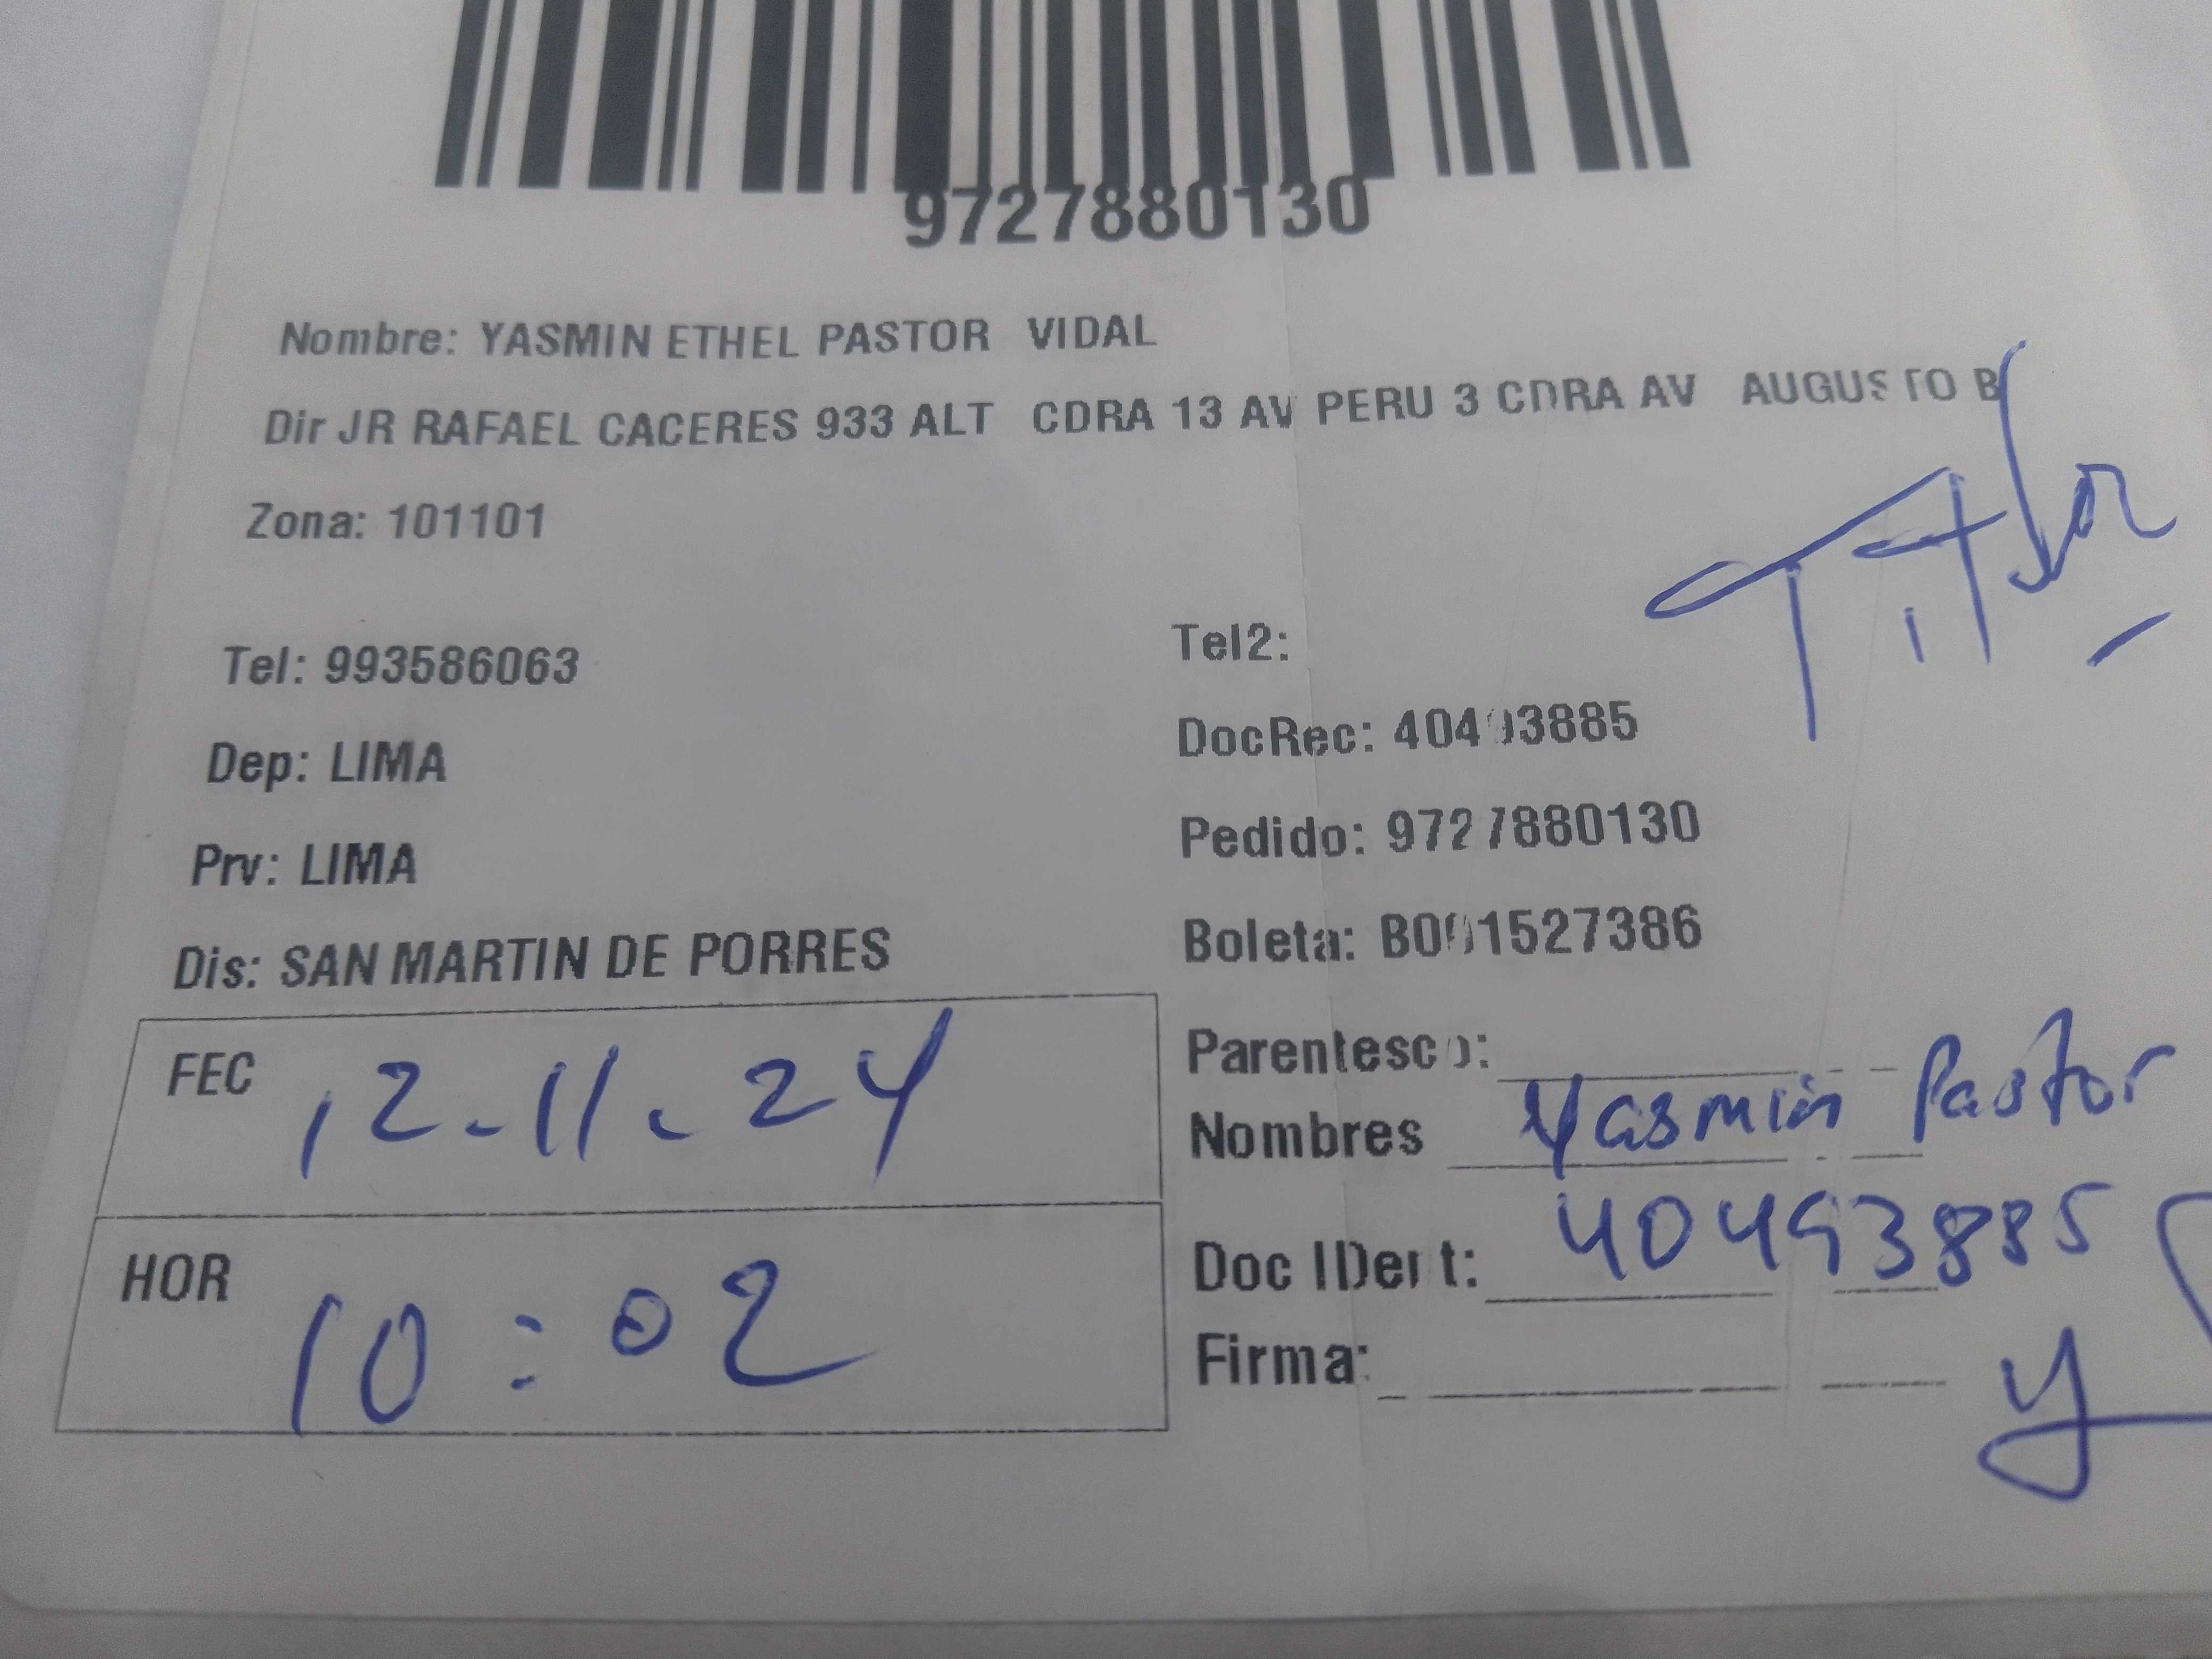 9727880130
Nombre: YASMIN ETHEL PASTOR VIDAL
Dir JR RAFAEL CACERES 933 ALT CDRA 13 AV PERU 3 CDRA AV AUGUSTO B
Zona: 101101
Titular
Tel: 993586063
Tel2:
Dep: LIMA
DocRec: 40493885
Prv: LIMA
Pedido: 9727880130
Dis: SAN MARTIN DE PORRES
Boleta: B001527386
FEC 12-11-24
Parentesco:
Nombres Yasmin Pastor
HOR 10:02
Doc IDent: 40493885
Firma: